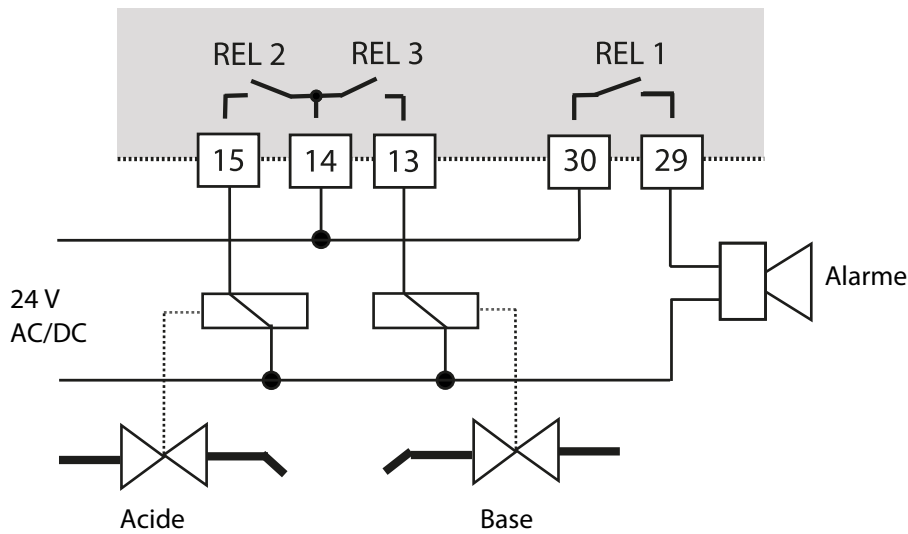 REL 2
REL 3
REL 1
15
14
13
30
29
24 V
AC/DC
Alarme
Acide
Base